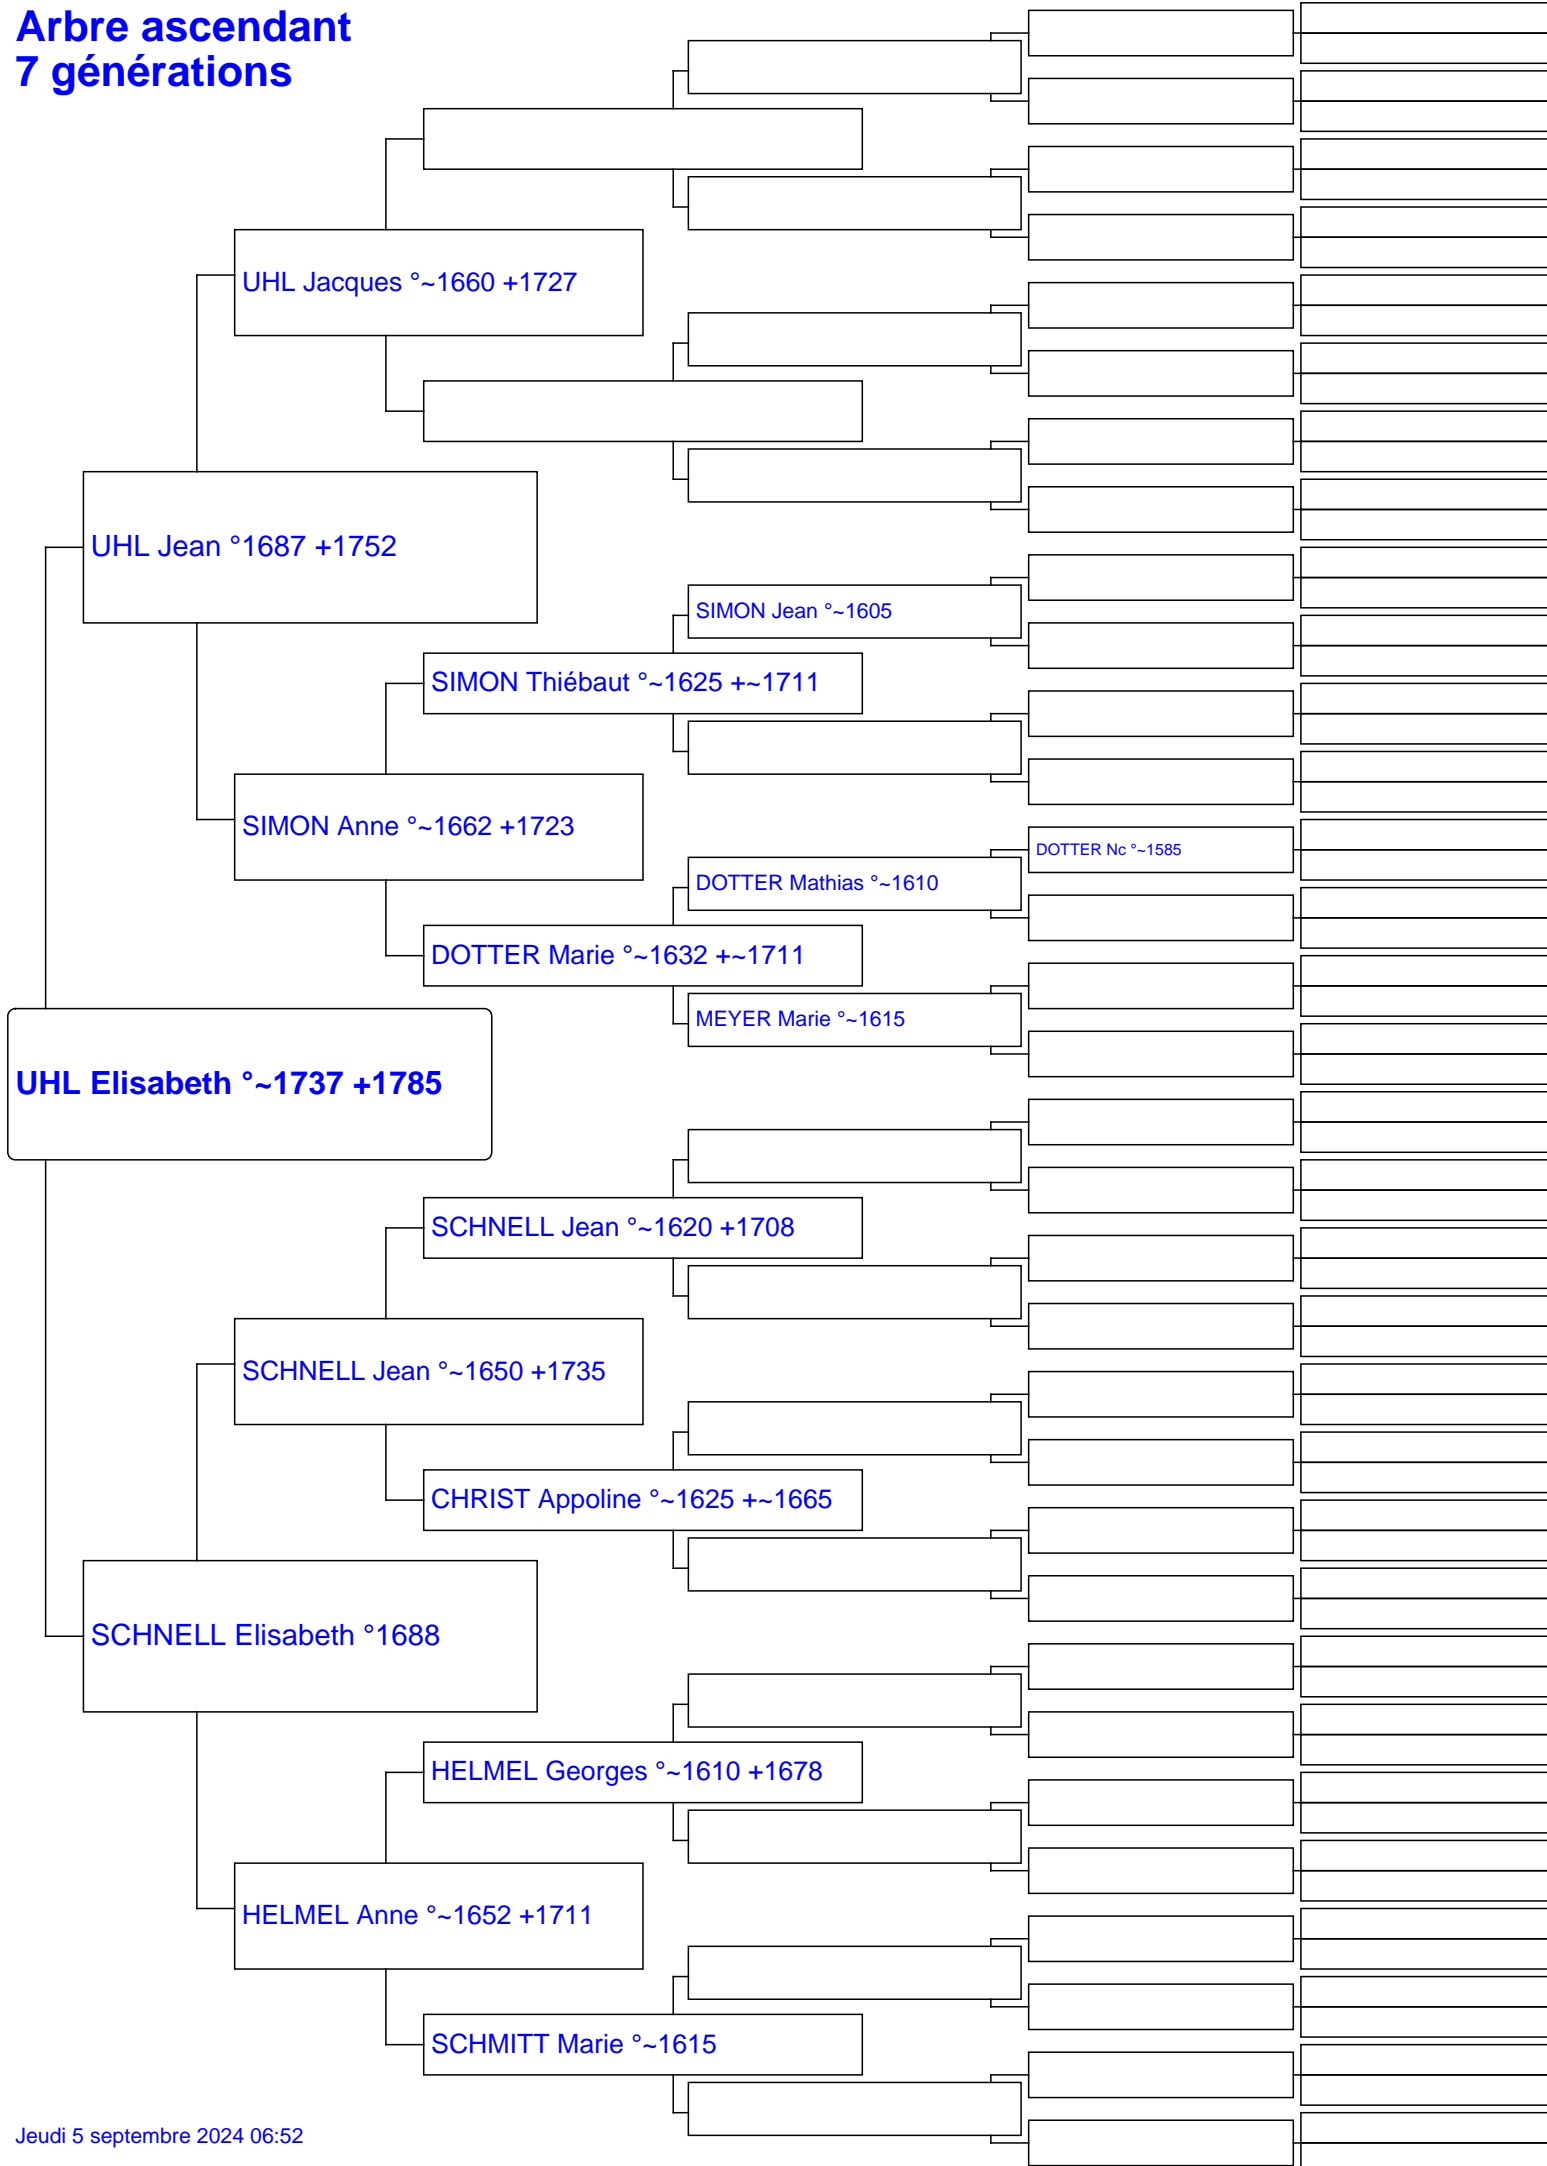 Arbre ascendant
7 générations
UHL Jacques °~1660 +1727
UHL Jean °1687 +1752
SIMON Jean °~1605
SIMON Thiébaut °~1625 +~1711
SIMON Anne °~1662 +1723
DOTTER Nc °~1585
DOTTER Mathias °~1610
DOTTER Marie °~1632 +~1711
MEYER Marie °~1615
UHL Elisabeth °~1737 +1785
SCHNELL Jean °~1620 +1708
SCHNELL Jean °~1650 +1735
CHRIST Appoline °~1625 +~1665
SCHNELL Elisabeth °1688
HELMEL Georges °~1610 +1678
HELMEL Anne °~1652 +1711
SCHMITT Marie °~1615
Jeudi 5 septembre 2024 06:52